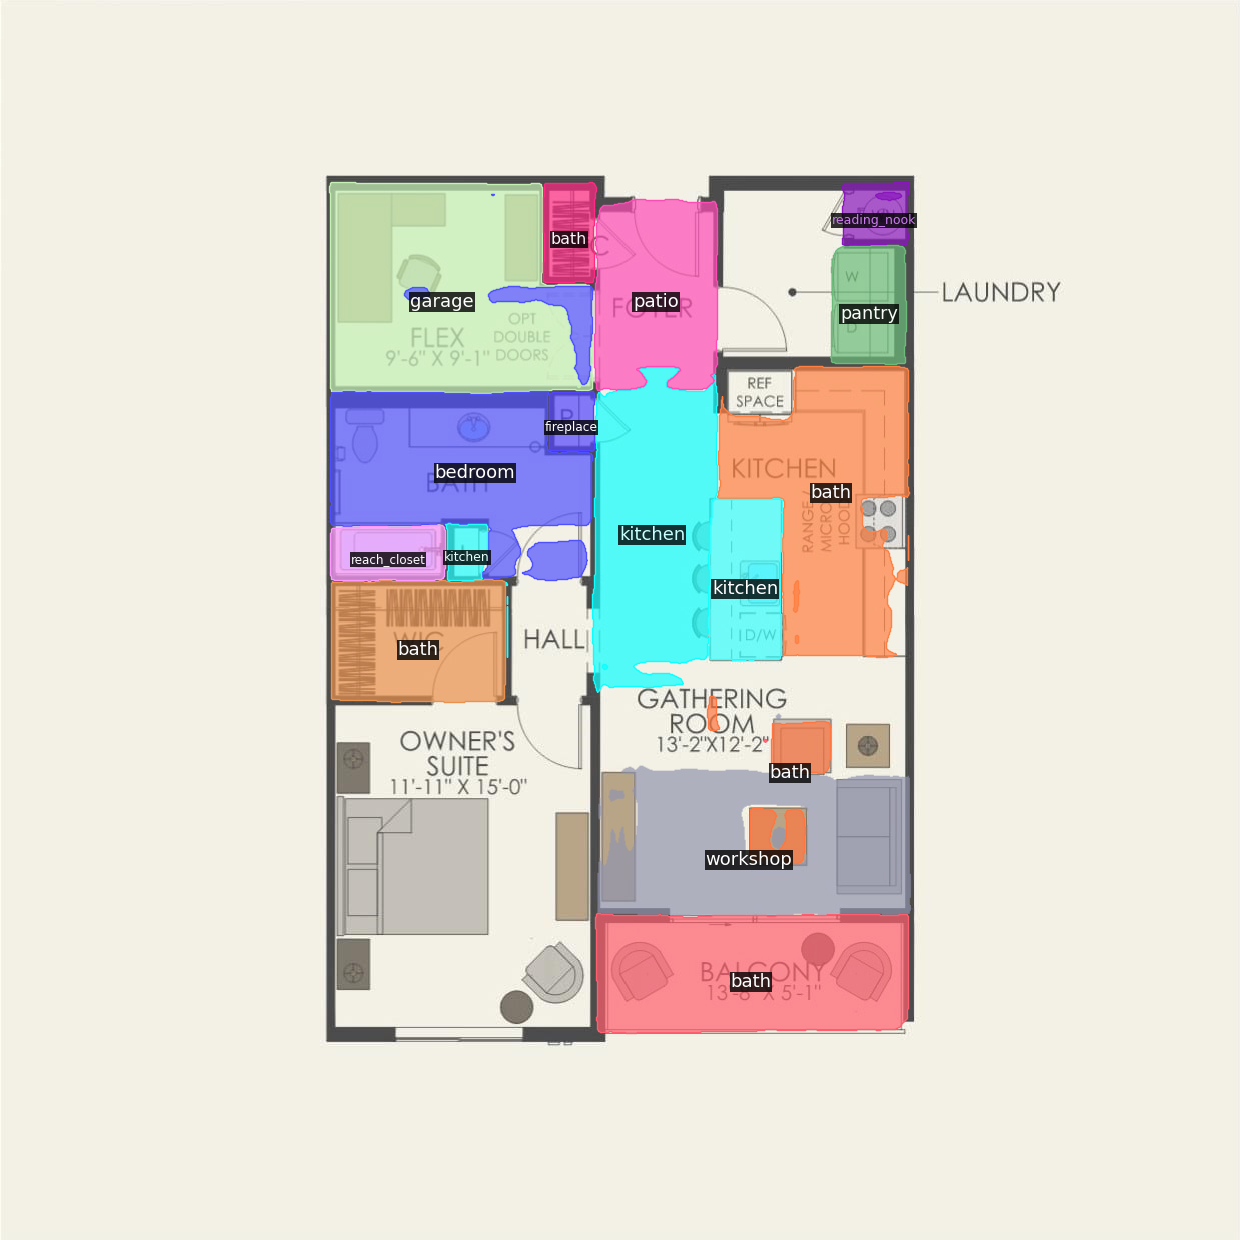 bath
reading_nook
C
garage
patio
FOYER
W
LAUNDRY
pantry
D
FLEX
9'-6" X 9'-1"
OPT
DOUBLE
DOORS
REF
SPACE
fireplace
P
bedroom
BATH
KITCHEN
bath
RANGE /
MICRO
HOOD
kitchen
reach_closet
kitchen
kitchen
D/W
bath
WIC
HALL
GATHERING
ROOM
13'-2"X12'-2"
OWNER'S
SUITE
11'-11" X 15'-0"
bath
workshop
BALCONY
bath
13'-8" X 5'-1"